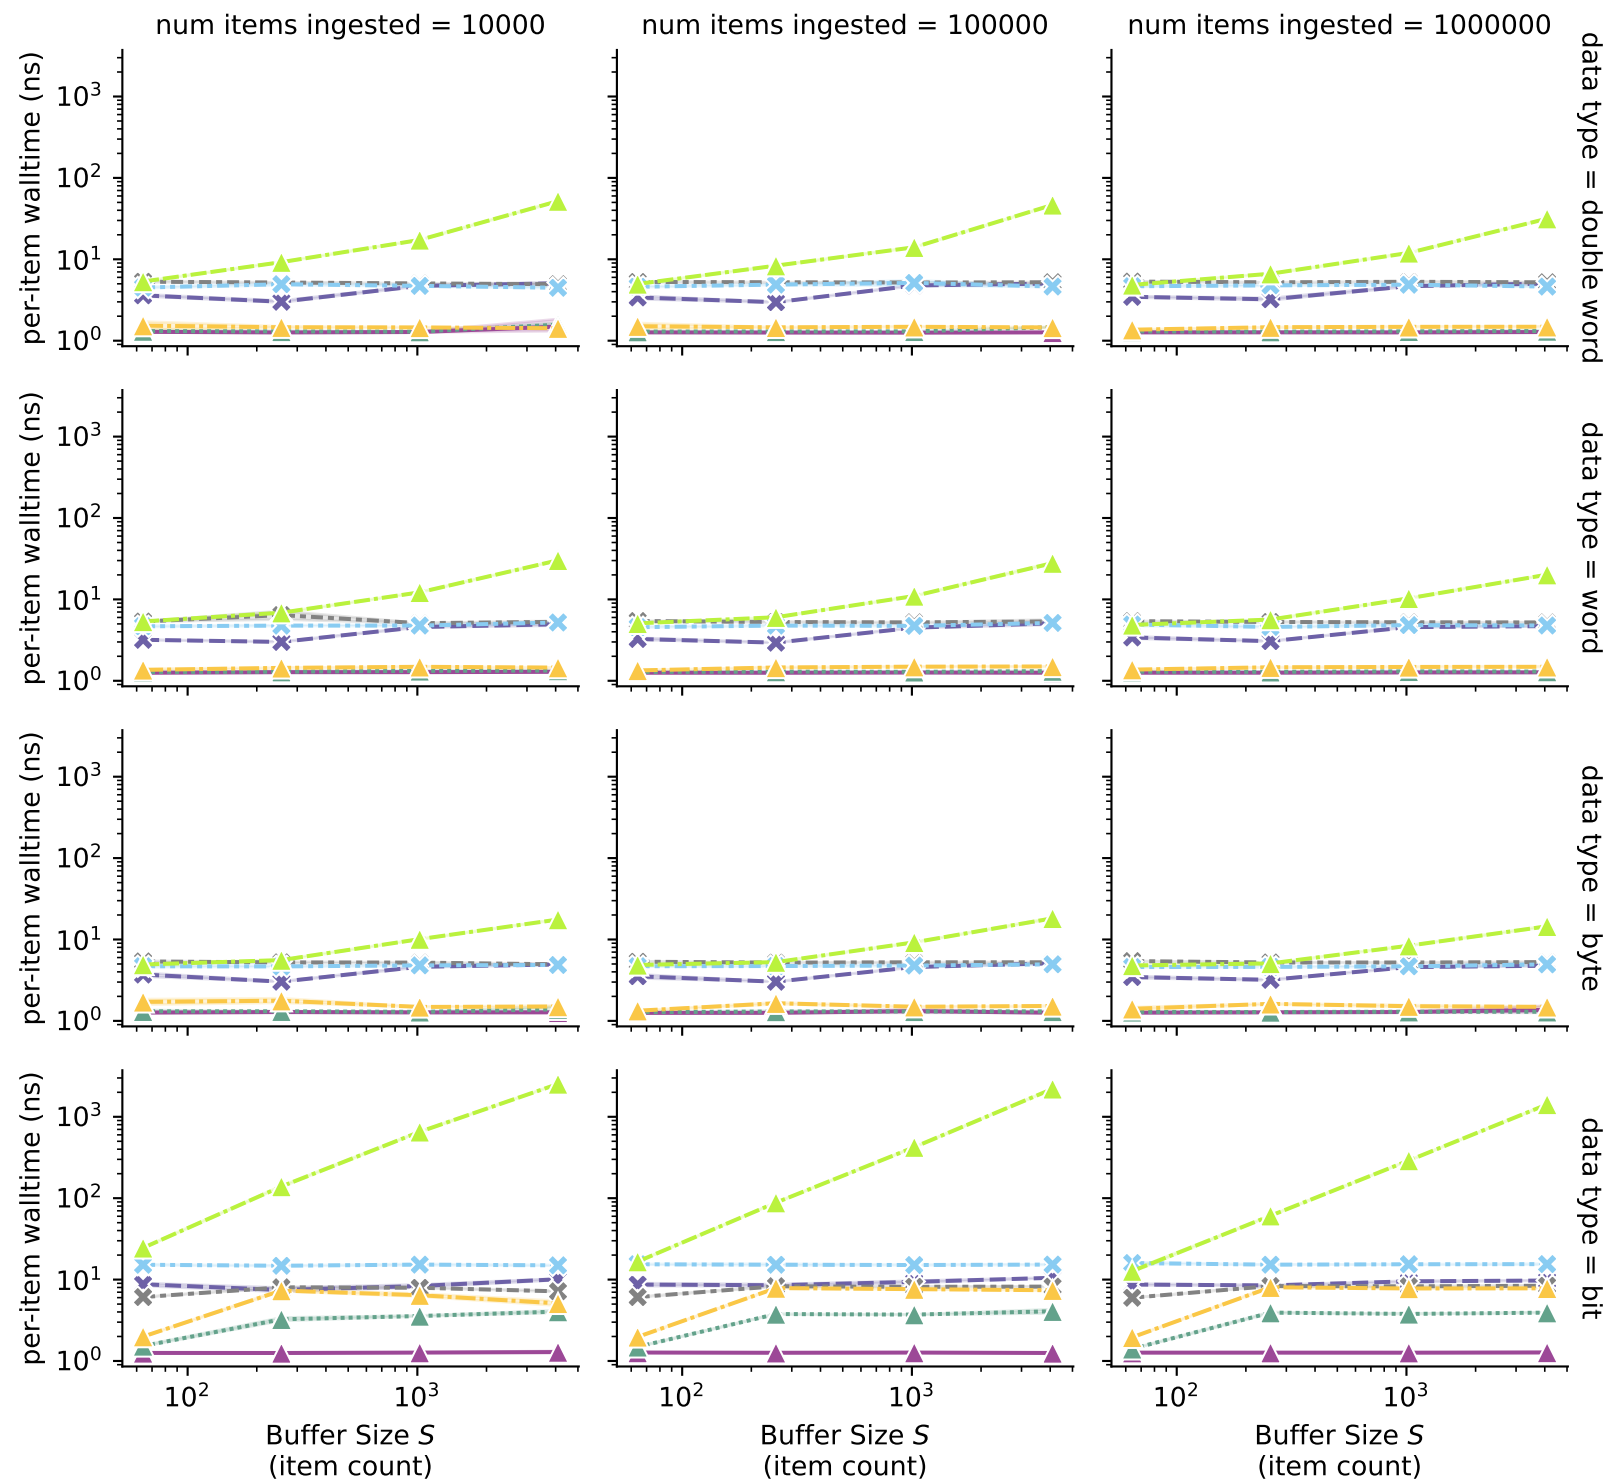 num items ingested = 10000
num items ingested = 100000
num items ingested = 1000000
per-item walltime (ns)
10³
10²
10¹
10⁰
data type = double word
per-item walltime (ns)
10³
10²
10¹
10⁰
data type = word
per-item walltime (ns)
10³
10²
10¹
10⁰
data type = byte
per-item walltime (ns)
10³
10²
10¹
10⁰
data type = bit
10² 10³
10² 10³
10² 10³
Buffer Size S
(item count)
Buffer Size S
(item count)
Buffer Size S
(item count)